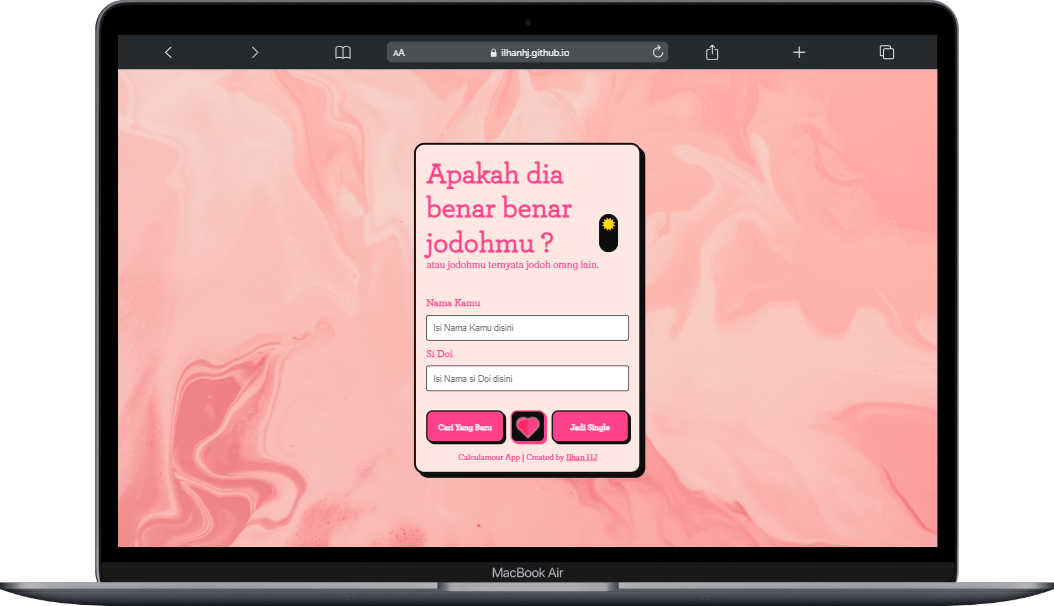 AA
ilhanhj.github.io
Apakah dia
benar benar
jodohmu ?
atau jodohmu ternyata jodoh orang lain.
Nama Kamu
Isi Nama Kamu disini
Si Doi
Isi Nama si Doi disini
Cari Yang Baru
Jadi Single
Calculamour App | Created by Ilhan HJ
MacBook Air